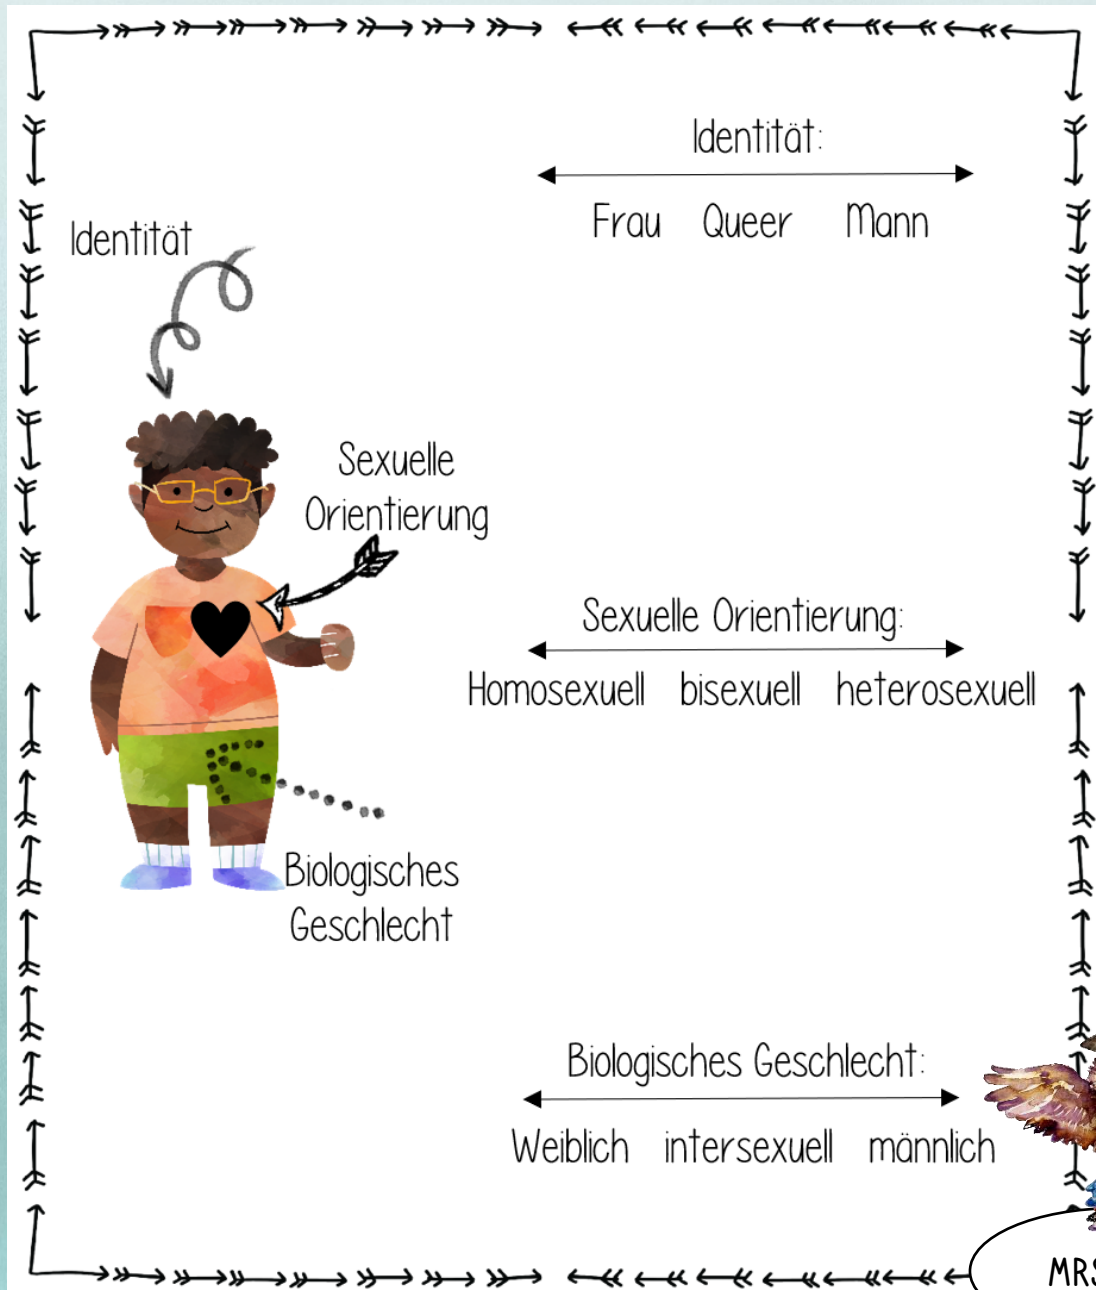 Identität:
Frau Queer Mann
Identität
Sexuelle
Orientierung
Sexuelle Orientierung:
Homosexuell bisexuell heterosexuell
Biologisches
Geschlecht
Biologisches Geschlecht:
Weiblich intersexuell männlich